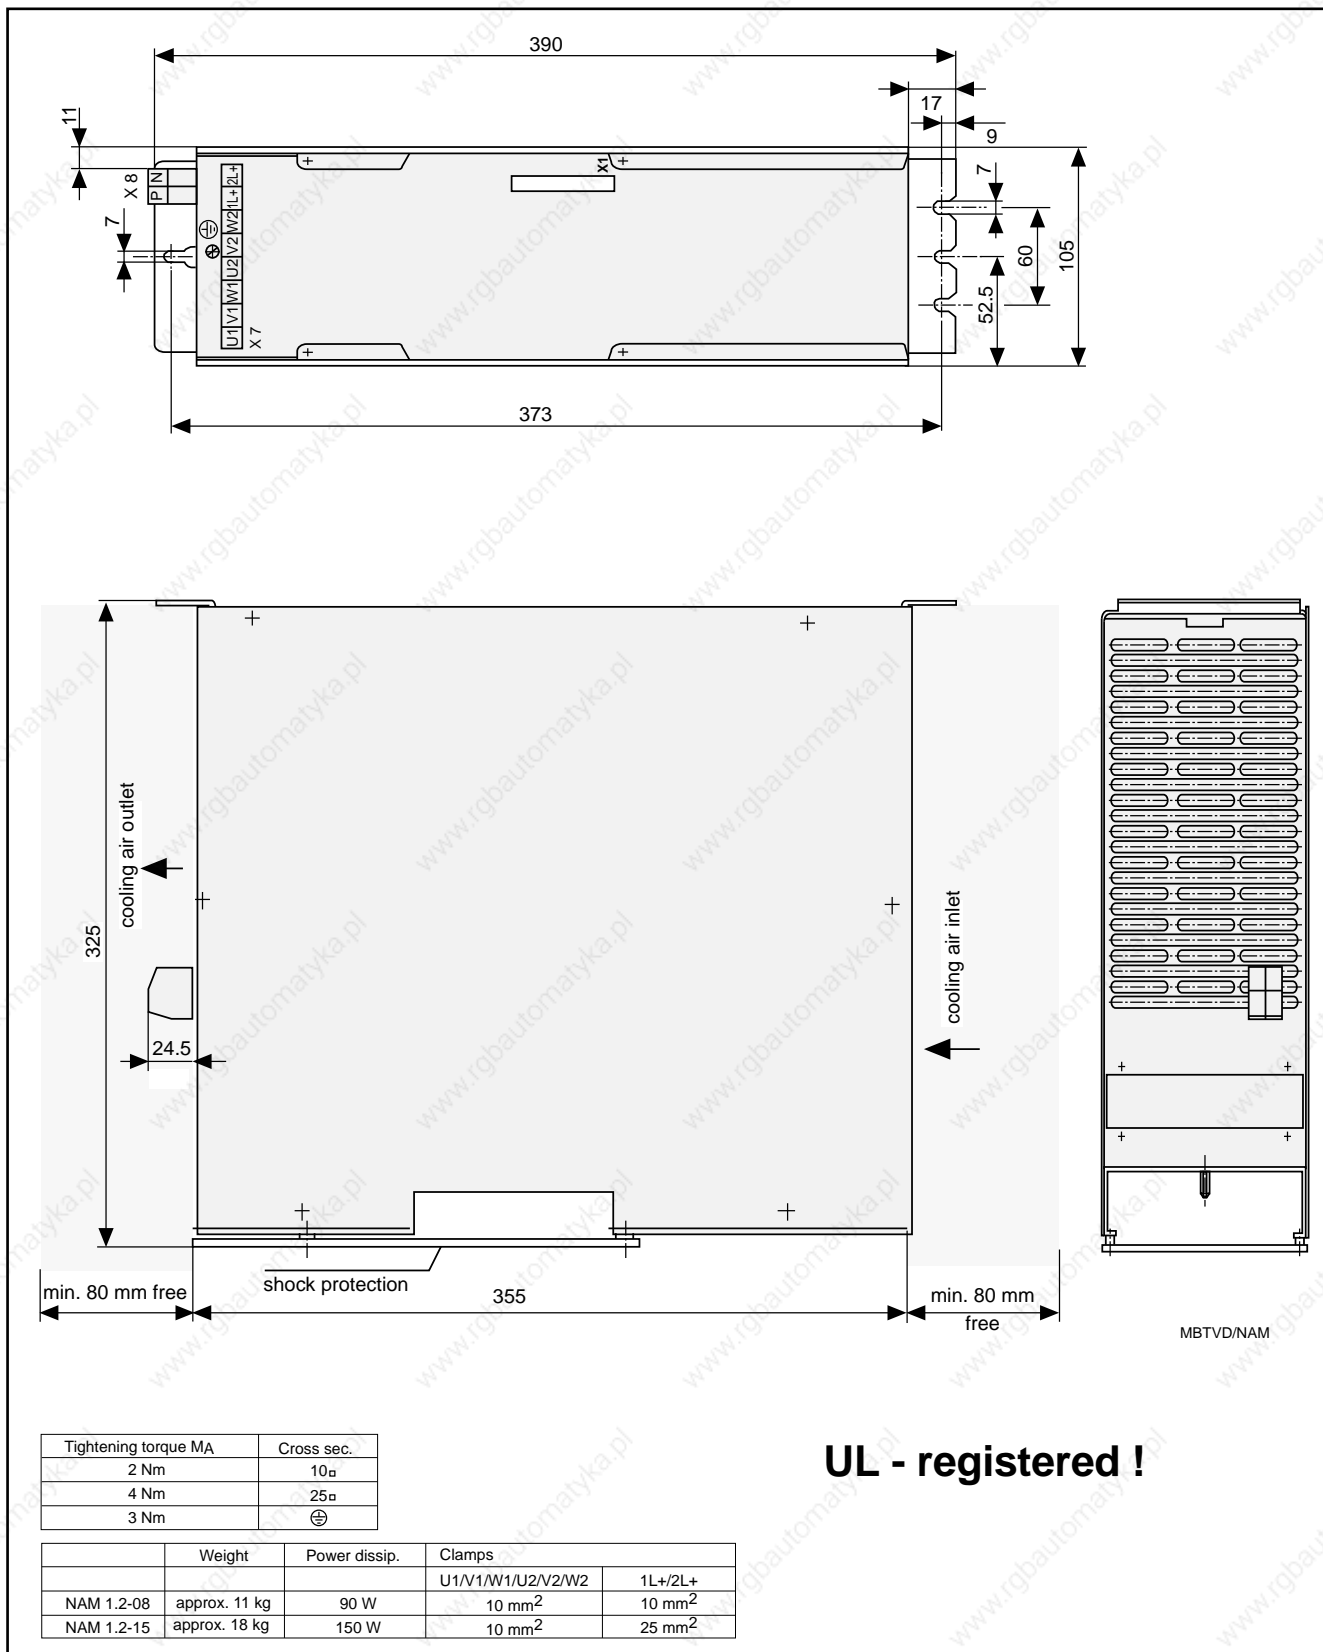 390
11
17
9
7
X 8
P N
7
U1 V1 W1 U2 V2 W2 1L+ 2L+
X 7
X1
60
52.5
105
373
www.rgbautomatyka.pl
cooling air outlet
325
24.5
cooling air inlet
min. 80 mm free
shock protection
355
min. 80 mm
free
MBTVD/NAM
UL - registered !
Tightening torque MA Cross sec.
2 Nm 10▫
4 Nm 25▫
3 Nm
Weight Power dissip. Clamps
U1/V1/W1/U2/V2/W2 1L+/2L+
NAM 1.2-08 approx. 11 kg 90 W 10 mm² 10 mm²
NAM 1.2-15 approx. 18 kg 150 W 10 mm² 25 mm²